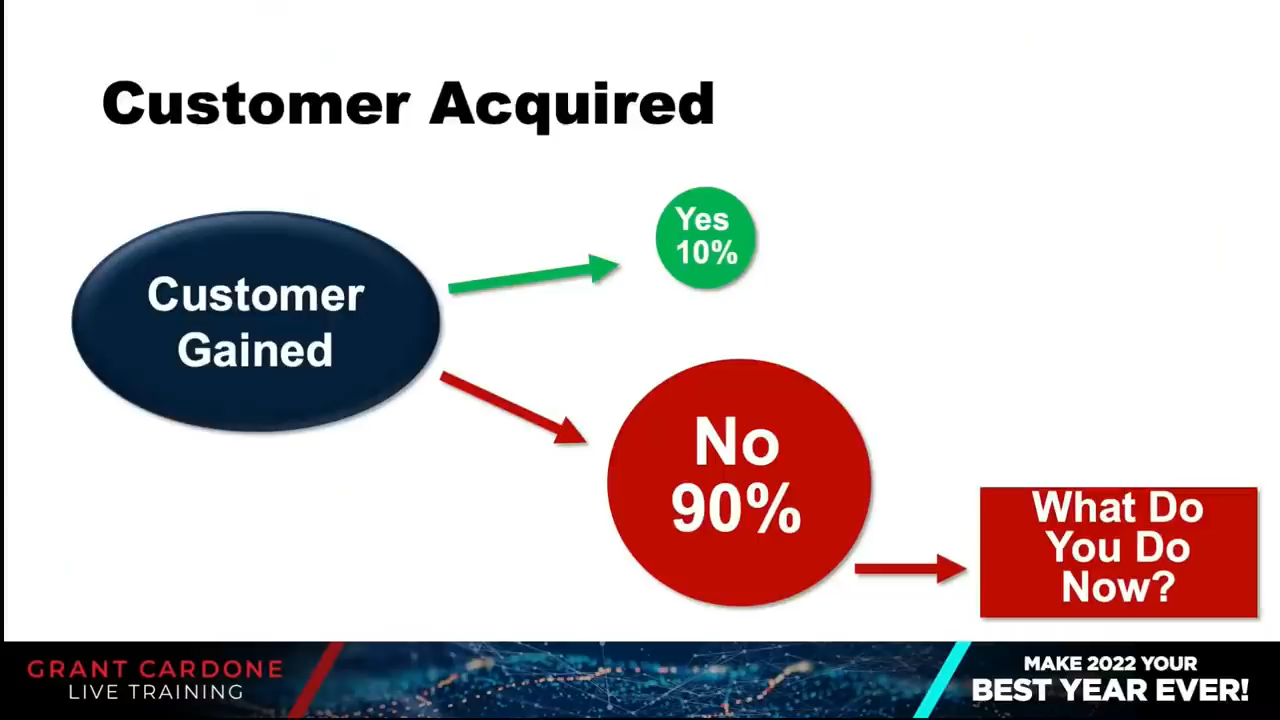 Customer Acquired
Customer
Gained
Yes
10%
No
90%
What Do
You Do
Now?
GRANT CARDONE
LIVE TRAINING
MAKE 2022 YOUR
BEST YEAR EVER!